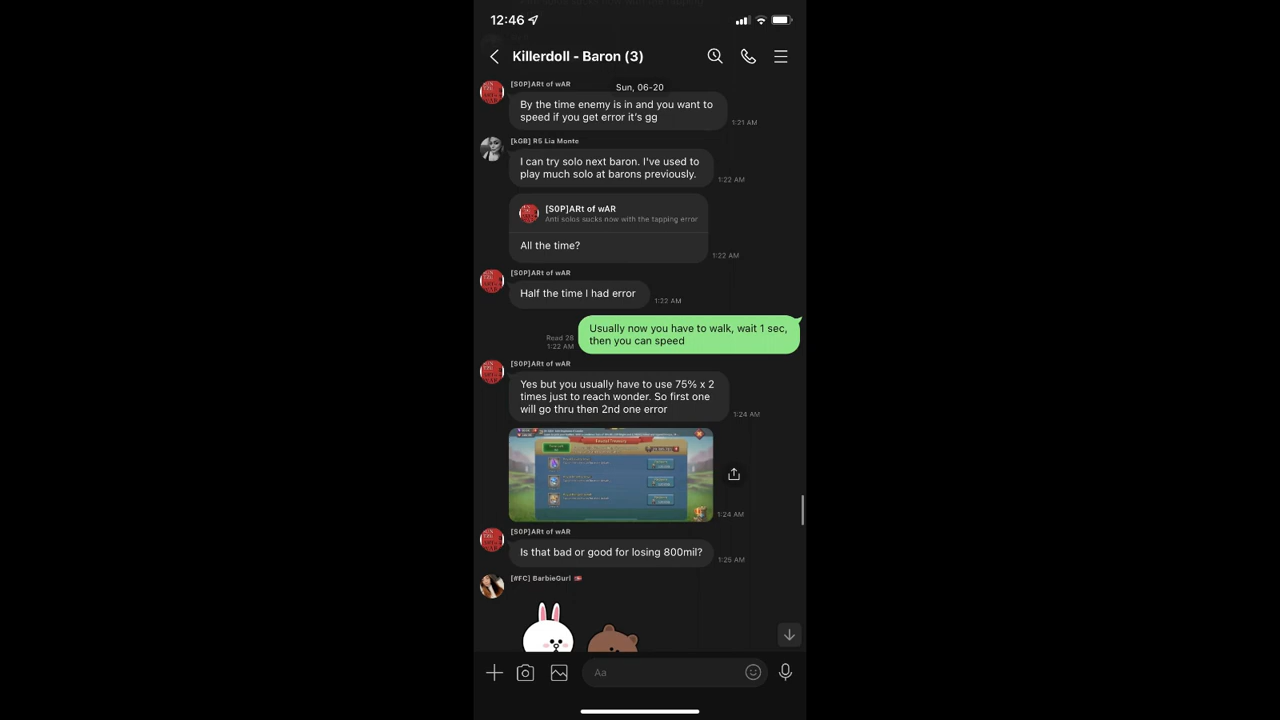 12:46
Killerdoll - Baron (3)
Sun, 06-20
[S0P]ARt of wAR
By the time enemy is in and you want to
speed if you get error it's gg
1:21 AM
[kGB] R5 Lia Monte
I can try solo next baron. I've used to
play much solo at barons previously.
1:22 AM
[S0P]ARt of wAR
Anti solos sucks now with the tapping error
All the time?
1:22 AM
[S0P]ARt of wAR
Half the time I had error
1:22 AM
Usually now you have to walk, wait 1 sec,
then you can speed
Read 28
1:22 AM
[S0P]ARt of wAR
Yes but you usually have to use 75% x 2
times just to reach wonder. So first one
will go thru then 2nd one error
1:24 AM
1:24 AM
[S0P]ARt of wAR
Is that bad or good for losing 800mil?
1:25 AM
[#FC] BarbieGurl
Aa